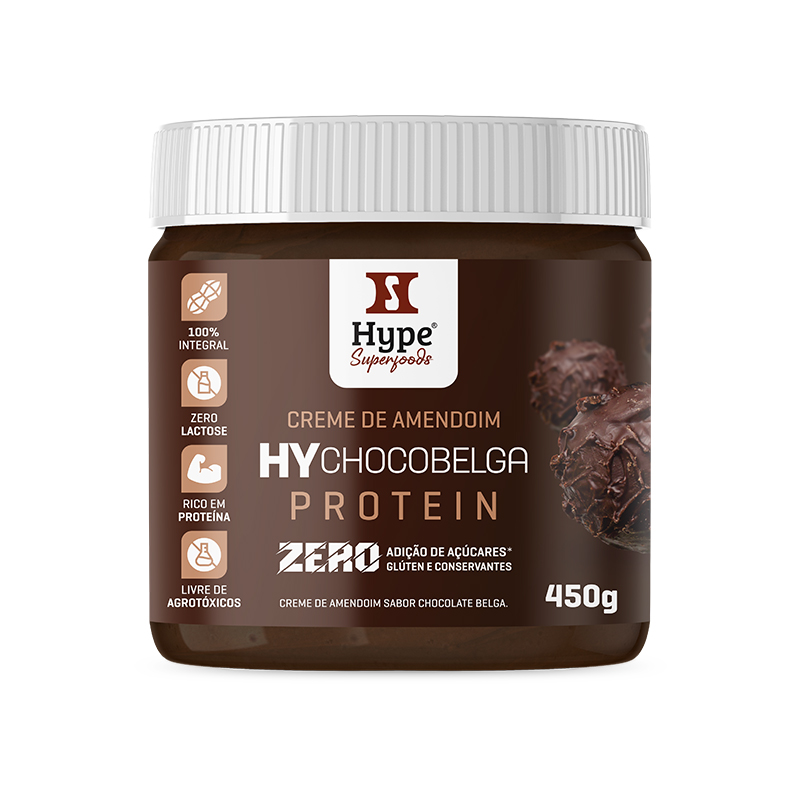 Hype®
Superfoods
100%
INTEGRAL
ZERO
LACTOSE
RICO EM
PROTEÍNA
LIVRE DE
AGROTÓXICOS
CREME DE AMENDOIM
HYCHOCOBELGA
PROTEIN
ZERO ADIÇÃO DE AÇÚCARES*
GLÚTEN E CONSERVANTES
CREME DE AMENDOIM SABOR CHOCOLATE BELGA.
450g